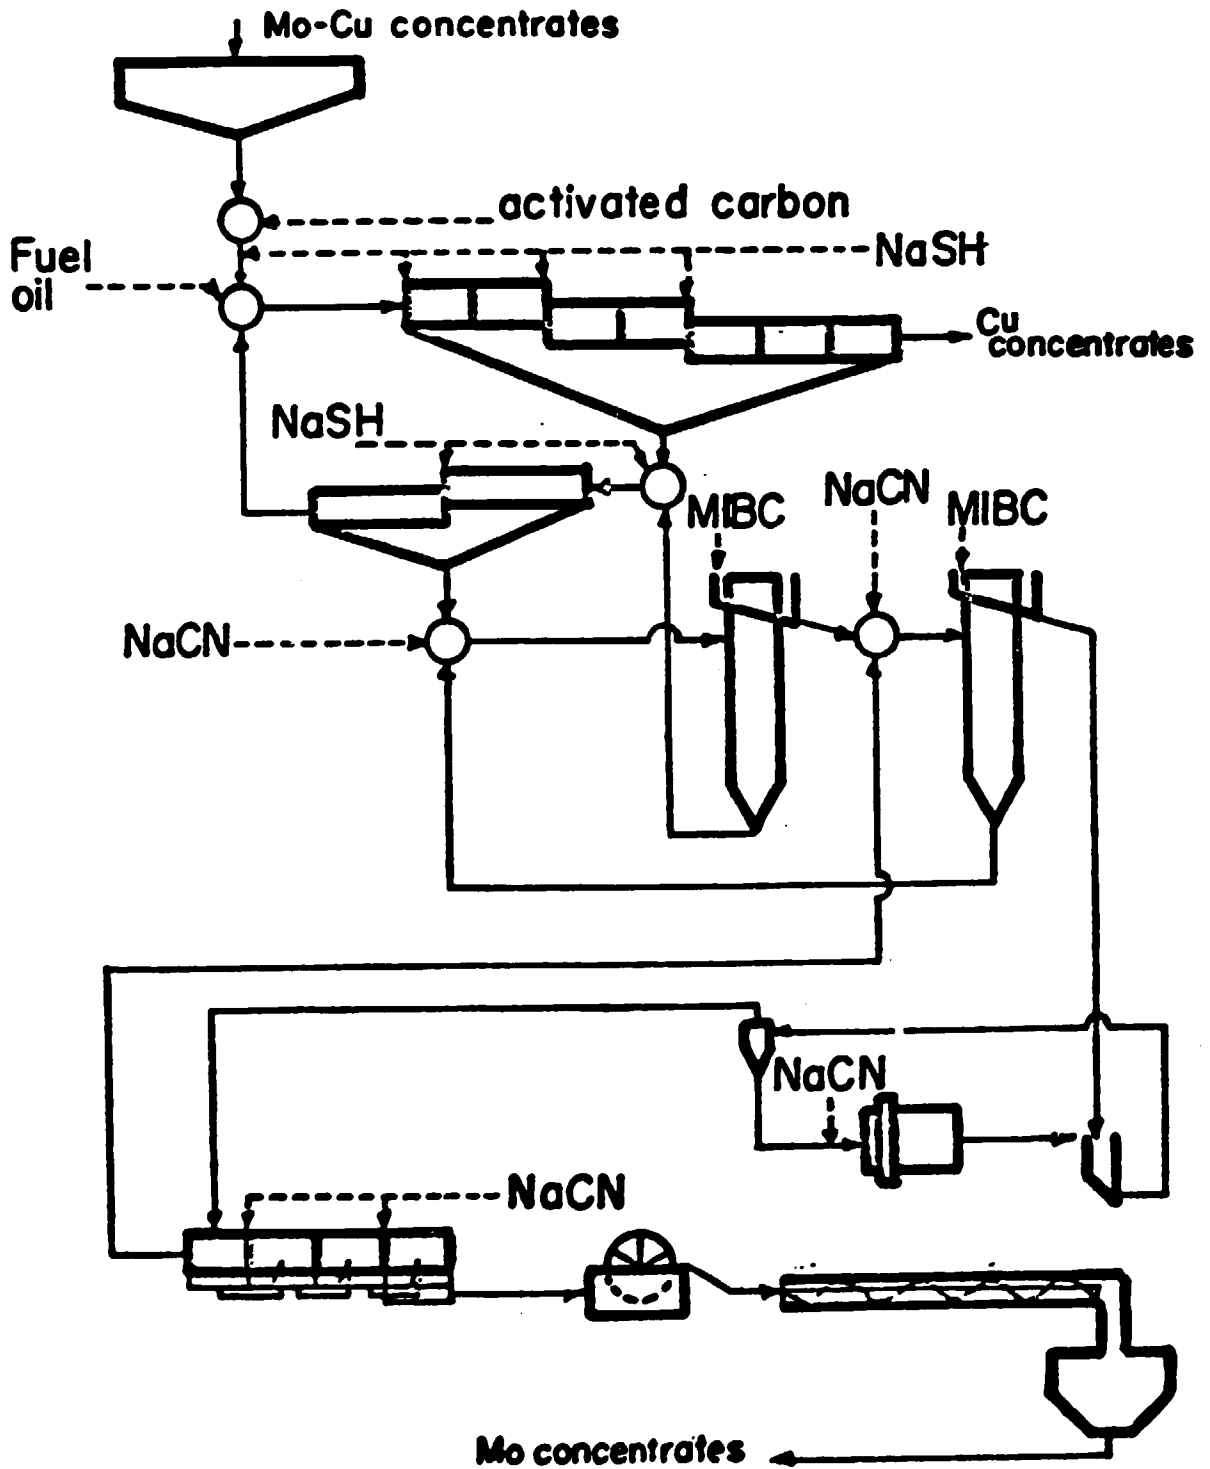 Mo-Cu concentrates
activated carbon
Fuel
oil
NaSH
Cu
concentrates
NaSH
NaCN
MIBC
MIBC
NaCN
NaCN
NaCN
Mo concentrates